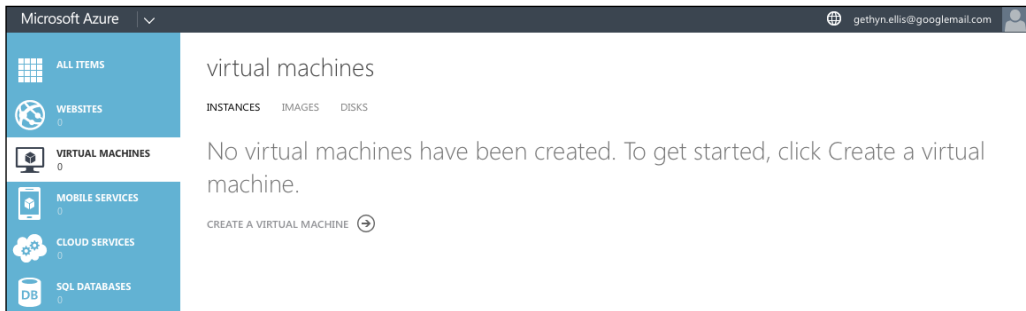 Microsoft Azure
gethyn.ellis@googlemail.com
ALL ITEMS
WEBSITES
0
VIRTUAL MACHINES
0
MOBILE SERVICES
0
CLOUD SERVICES
0
DB
SQL DATABASES
0
virtual machines
INSTANCES IMAGES DISKS
No virtual machines have been created. To get started, click Create a virtual
machine.
CREATE A VIRTUAL MACHINE